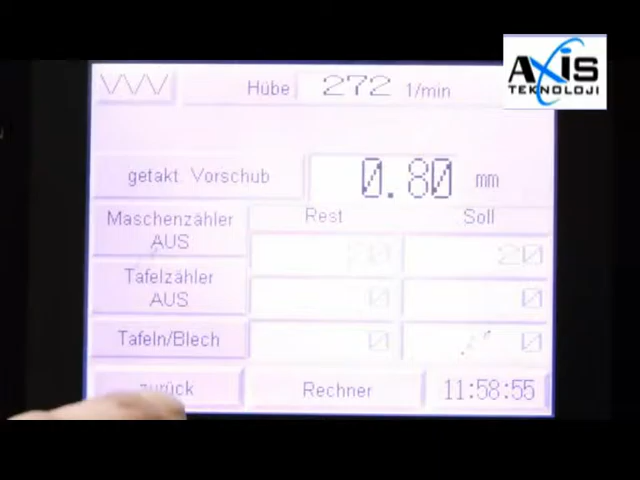 Hübe 272 1/min
AXIS
TEKNOLOJI
getakt. Vorschub 0.80 mm
Maschenzähler
AUS
Rest Soll
20 20
Tafelzähler
AUS
0 0
Tafeln/Blech 0 0
zurück Rechner 11:58:55